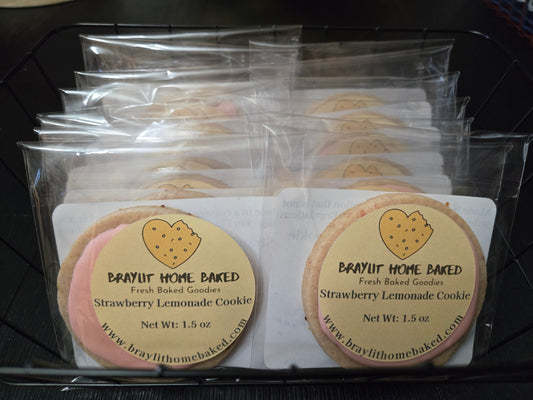 BRAYLIT HOME BAKED
Fresh Baked Goodies
Strawberry Lemonade Cookie
Net Wt: 1.5 oz
www.braylithomebaked.com
BRAYLIT HOME BAKED
Fresh Baked Goodies
Strawberry Lemonade Cookie
Net Wt: 1.5 oz
www.braylithomebaked.com